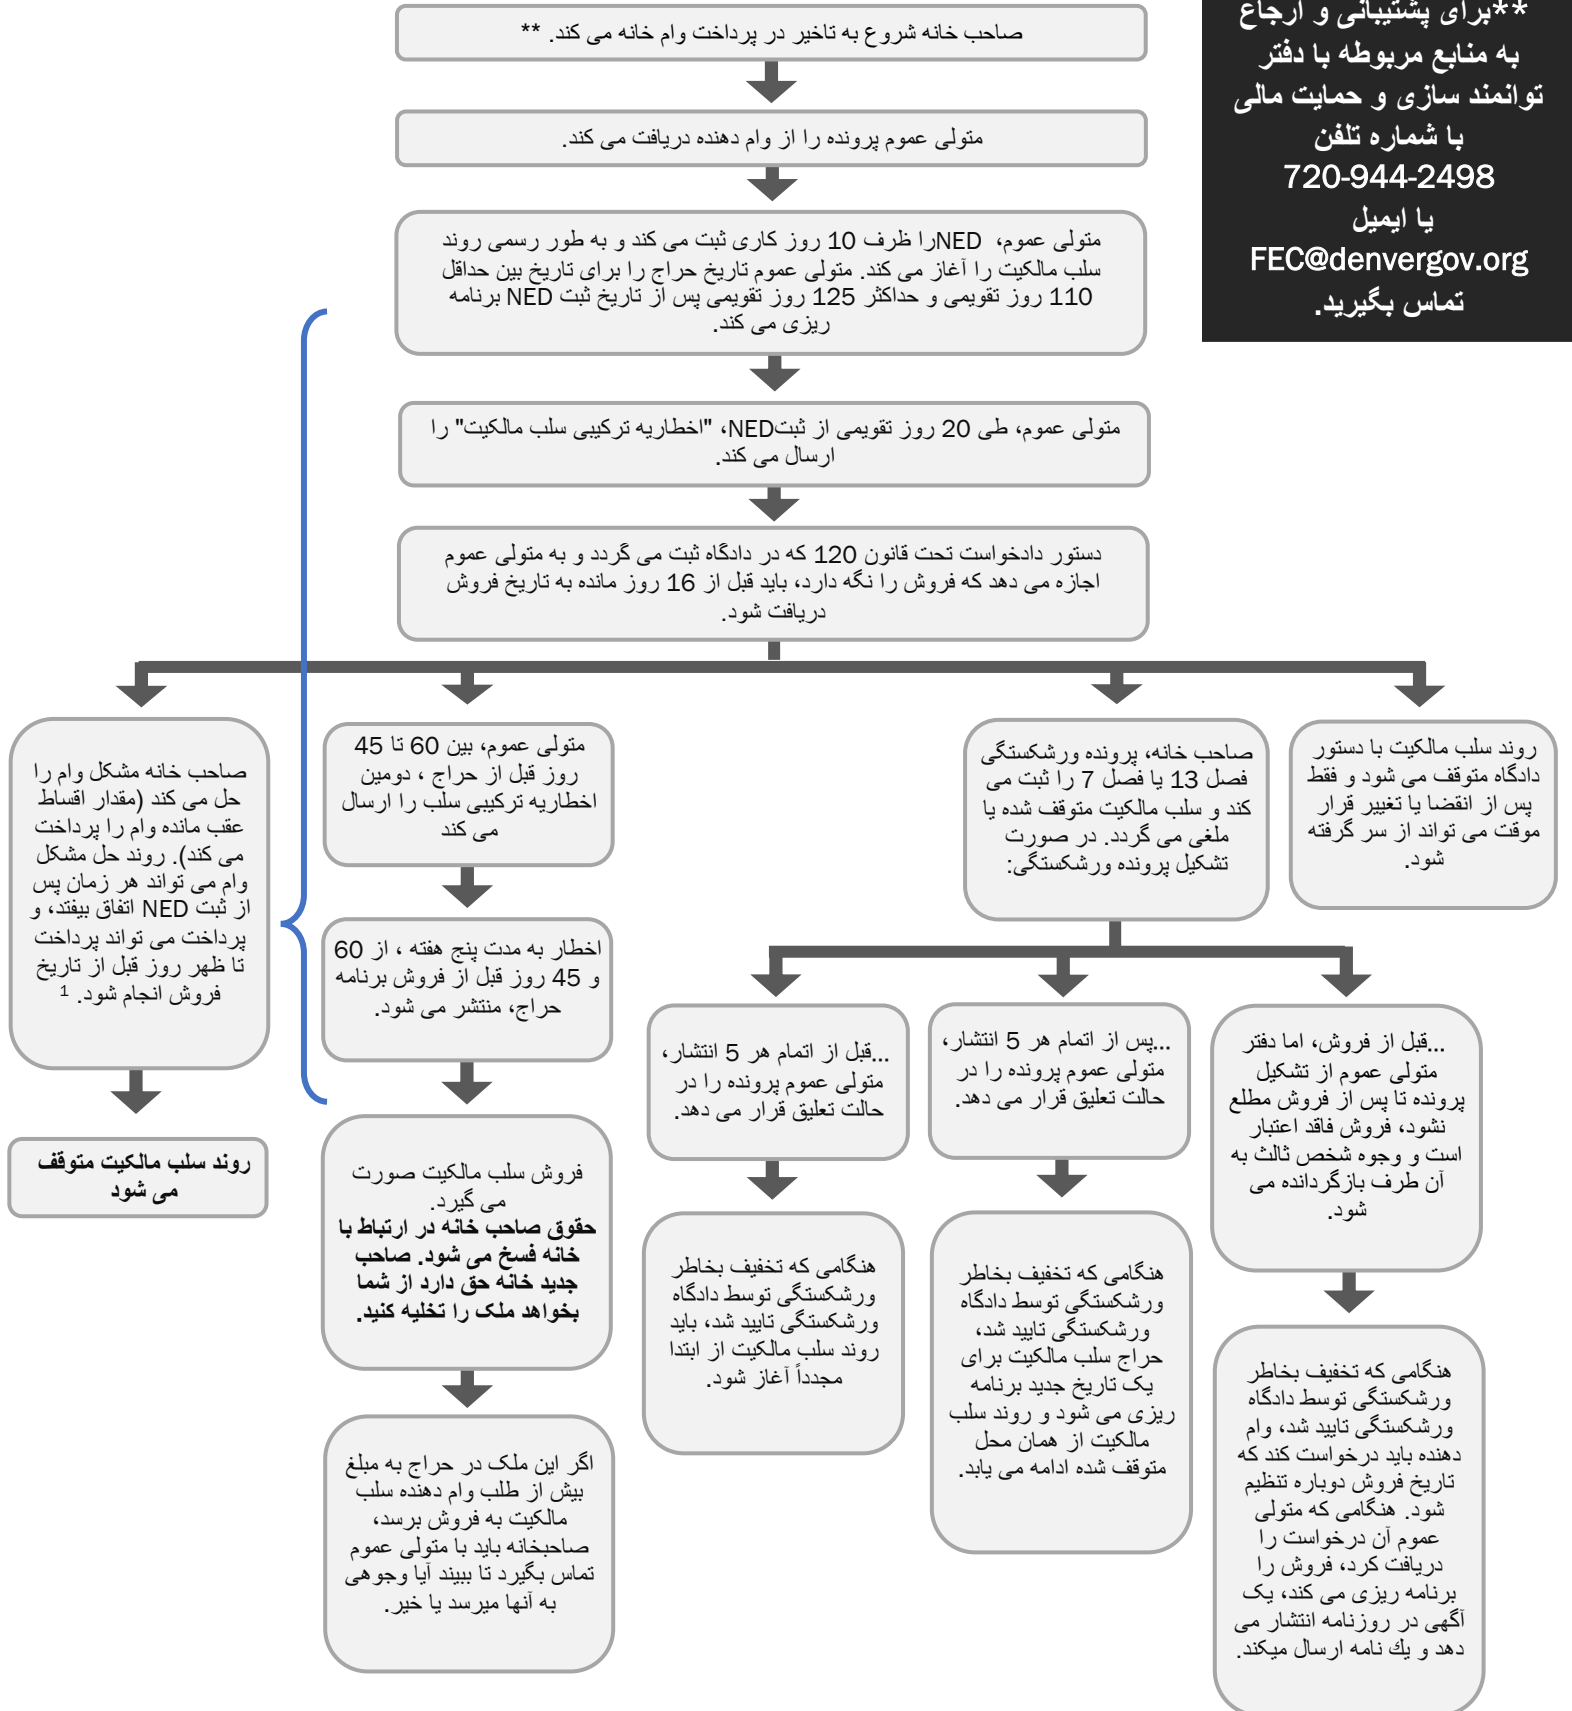 **برای پشتیبانی و ارجاع
به منابع مربوطه با دفتر
توانمند سازی و حمایت مالی
با شماره تلفن
720-944-2498
یا ایمیل
FEC@denvergov.org
تماس بگیرید.
صاحب خانه شروع به تاخیر در پرداخت وام خانه می کند. **
متولی عموم پرونده را از وام دهنده دریافت می کند.
متولی عموم، NEDرا ظرف 10 روز کاری ثبت می کند و به طور رسمی روند
سلب مالکیت را آغاز می کند. متولی عموم تاریخ حراج را برای تاریخ بین حداقل
110 روز تقویمی و حداکثر 125 روز تقویمی پس از تاریخ ثبت NED برنامه
ریزی می کند.
متولی عموم، طی 20 روز تقویمی از ثبتNED، "اخطاریه ترکیبی سلب مالکیت" را
ارسال می کند.
دستور دادخواست تحت قانون 120 که در دادگاه ثبت می گردد و به متولی عموم
اجازه می دهد که فروش را نگه دارد، باید قبل از 16 روز مانده به تاریخ فروش
دریافت شود.
روند سلب مالکیت با دستور
دادگاه متوقف می شود و فقط
پس از انقضا یا تغییر قرار
موقت می تواند از سر گرفته
شود.
صاحب خانه، پرونده ورشکستگی
فصل 13 یا فصل 7 را ثبت می
کند و سلب مالکیت متوقف شده یا
ملغی می گردد. در صورت
تشکیل پرونده ورشکستگی:
متولی عموم، بین 60 تا 45
روز قبل از حراج ، دومین
اخطاریه ترکیبی سلب را ارسال
می کند
صاحب خانه مشکل وام را
حل می کند (مقدار اقساط
عقب مانده وام را پرداخت
می کند). روند حل مشکل
وام می تواند هر زمان پس
از ثبت NED اتفاق بیفتد، و
پرداخت می تواند پرداخت
تا ظهر روز قبل از تاریخ
فروش انجام شود. 1
اخطار به مدت پنج هفته ، از 60
و 45 روز قبل از فروش برنامه
حراج، منتشر می شود.
...قبل از فروش، اما دفتر
متولی عموم از تشکیل
پرونده تا پس از فروش مطلع
نشود، فروش فاقد اعتبار
است و وجوه شخص ثالث به
آن طرف بازگردانده می
شود.
...پس از اتمام هر 5 انتشار،
متولی عموم پرونده را در
حالت تعلیق قرار می دهد.
...قبل از اتمام هر 5 انتشار،
متولی عموم پرونده را در
حالت تعلیق قرار می دهد.
فروش سلب مالکیت صورت
می گیرد.
حقوق صاحب خانه در ارتباط با
خانه فسخ می شود. صاحب
جدید خانه حق دارد از شما
بخواهد ملک را تخلیه کنید.
روند سلب مالکیت متوقف
می شود
هنگامی که تخفیف بخاطر
ورشکستگی توسط دادگاه
ورشکستگی تایید شد، وام
دهنده باید درخواست کند که
تاریخ فروش دوباره تنظیم
شود. هنگامی که متولی
عموم آن درخواست را
دریافت کرد، فروش را
برنامه ریزی می کند، یک
آگهی در روزنامه انتشار می
دهد و يك نامه ارسال میکند.
هنگامی که تخفیف بخاطر
ورشکستگی توسط دادگاه
ورشکستگی تایید شد،
حراج سلب مالکیت برای
یک تاریخ جدید برنامه
ریزی می شود و روند سلب
مالکیت از همان محل
متوقف شده ادامه می یابد.
هنگامی که تخفیف بخاطر
ورشکستگی توسط دادگاه
ورشکستگی تایید شد، باید
روند سلب مالکیت از ابتدا
مجدداً آغاز شود.
اگر این ملک در حراج به مبلغ
بیش از طلب وام دهنده سلب
مالکیت به فروش برسد،
صاحبخانه باید با متولی عموم
تماس بگیرد تا ببیند آیا وجوهی
به آنها میرسد یا خیر.